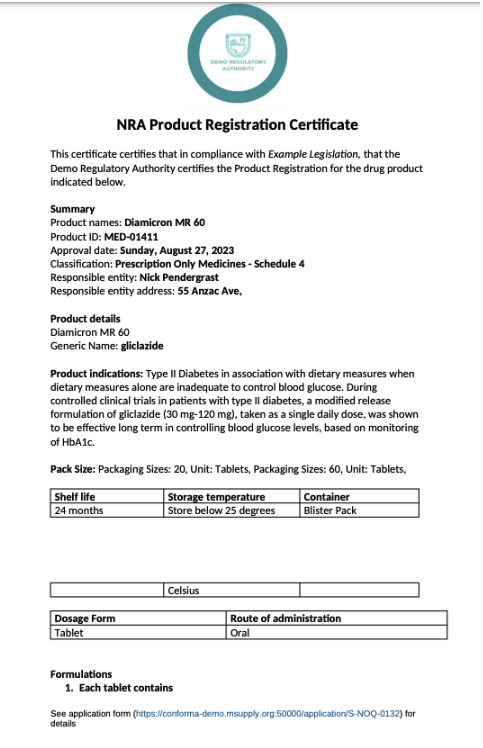 DEMO REGULATORY
AUTHORITY
NRA Product Registration Certificate
This certificate certifies that in compliance with Example Legislation, that the
Demo Regulatory Authority certifies the Product Registration for the drug product
indicated below.
Summary
Product names: Diamicron MR 60
Product ID: MED-01411
Approval date: Sunday, August 27, 2023
Classification: Prescription Only Medicines - Schedule 4
Responsible entity: Nick Pendergrast
Responsible entity address: 55 Anzac Ave,
Product details
Diamicron MR 60
Generic Name: gliclazide
Product indications: Type II Diabetes in association with dietary measures when
dietary measures alone are inadequate to control blood glucose. During
controlled clinical trials in patients with type II diabetes, a modified release
formulation of gliclazide (30 mg-120 mg), taken as a single daily dose, was shown
to be effective long term in controlling blood glucose levels, based on monitoring
of HbA1c.
Pack Size: Packaging Sizes: 20, Unit: Tablets, Packaging Sizes: 60, Unit: Tablets,
Shelf life Storage temperature Container
24 months Store below 25 degrees Blister Pack
Celsius
Dosage Form Route of administration
Tablet Oral
Formulations
1. Each tablet contains
See application form (https://conforma-demo.msupply.org:50000/application/S-NOQ-0132) for
details